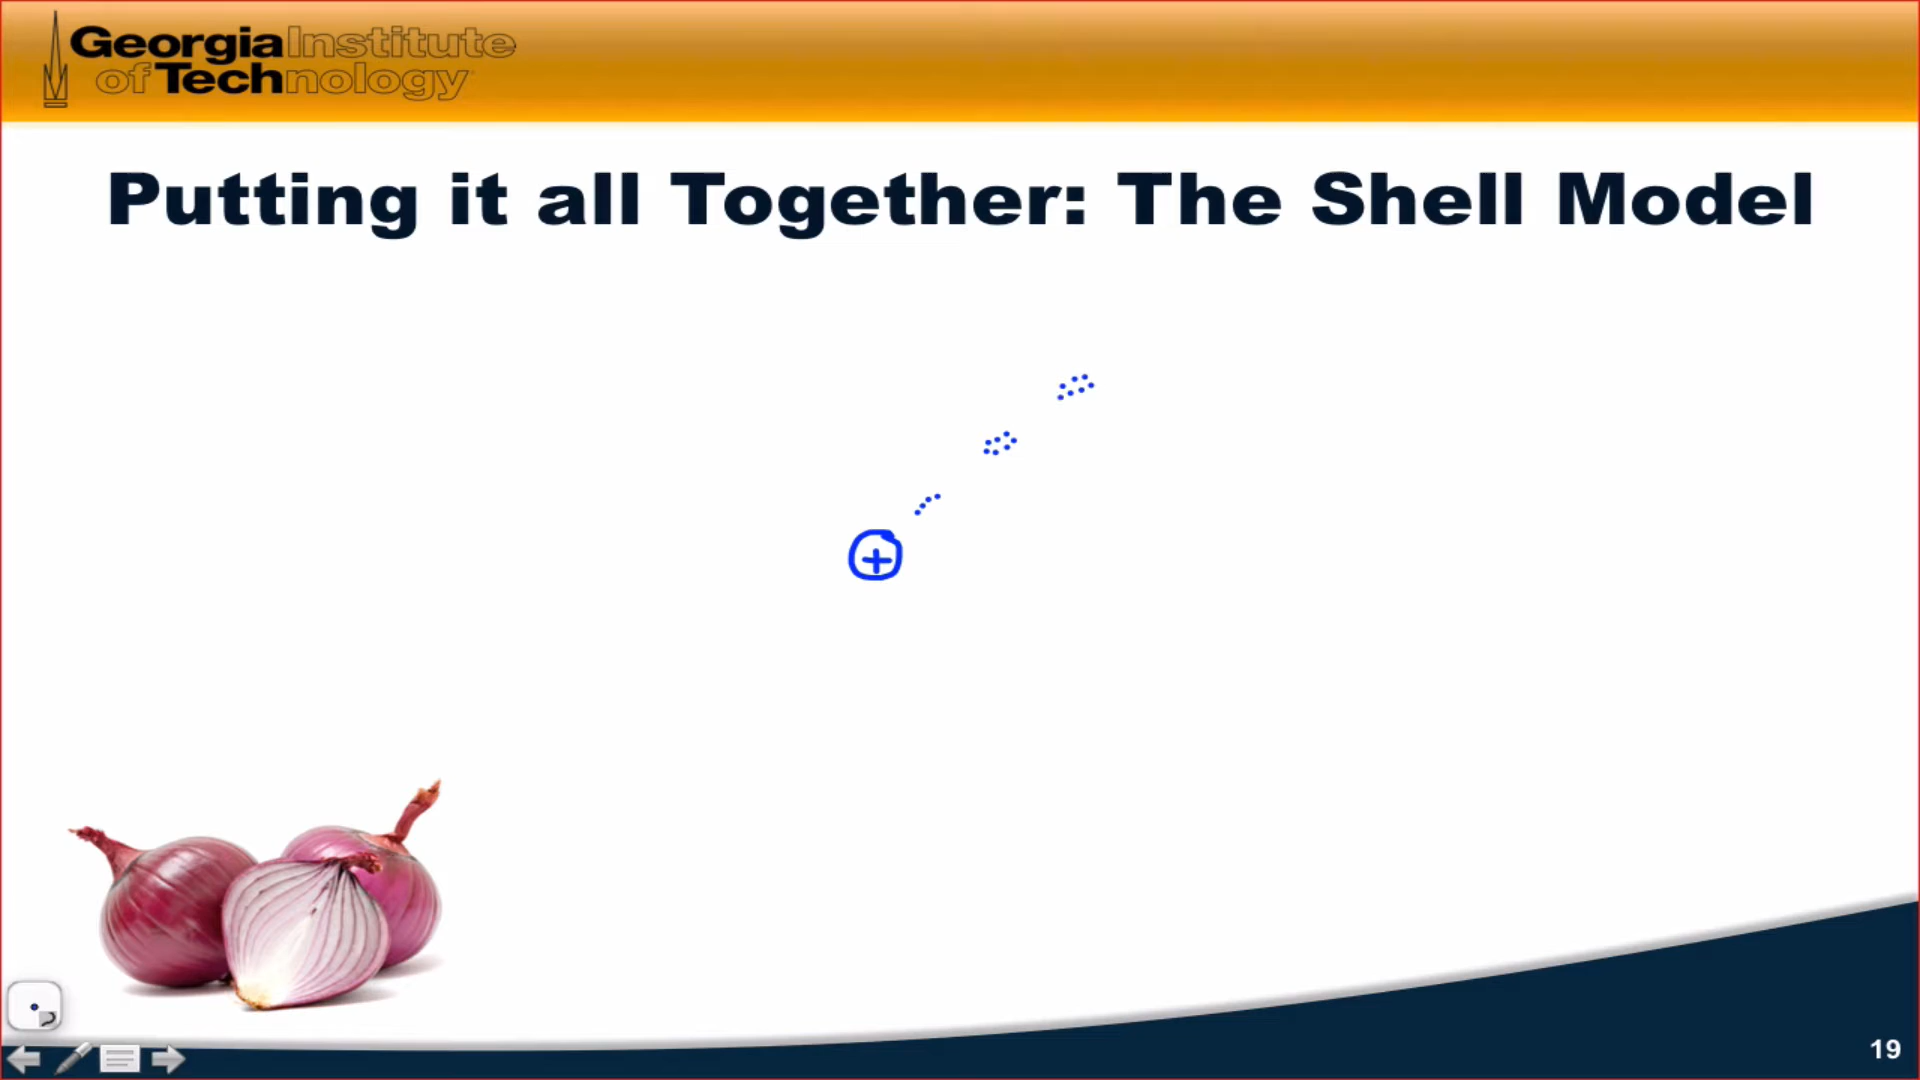 Georgia Institute
of Technology
Putting it all Together: The Shell Model
+
19